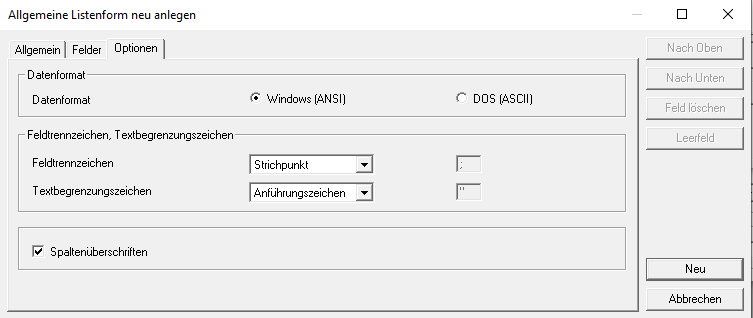 Allgemeine Listenform neu anlegen
Allgemein Felder Optionen
Nach Oben
Nach Unten
Feld löschen
Leerfeld
Datenformat
Datenformat Windows (ANSI) DOS (ASCII)
Feldtrennzeichen, Textbegrenzungszeichen
Feldtrennzeichen Strichpunkt ;
Textbegrenzungszeichen Anführungszeichen "
Spaltenüberschriften
Neu
Abbrechen